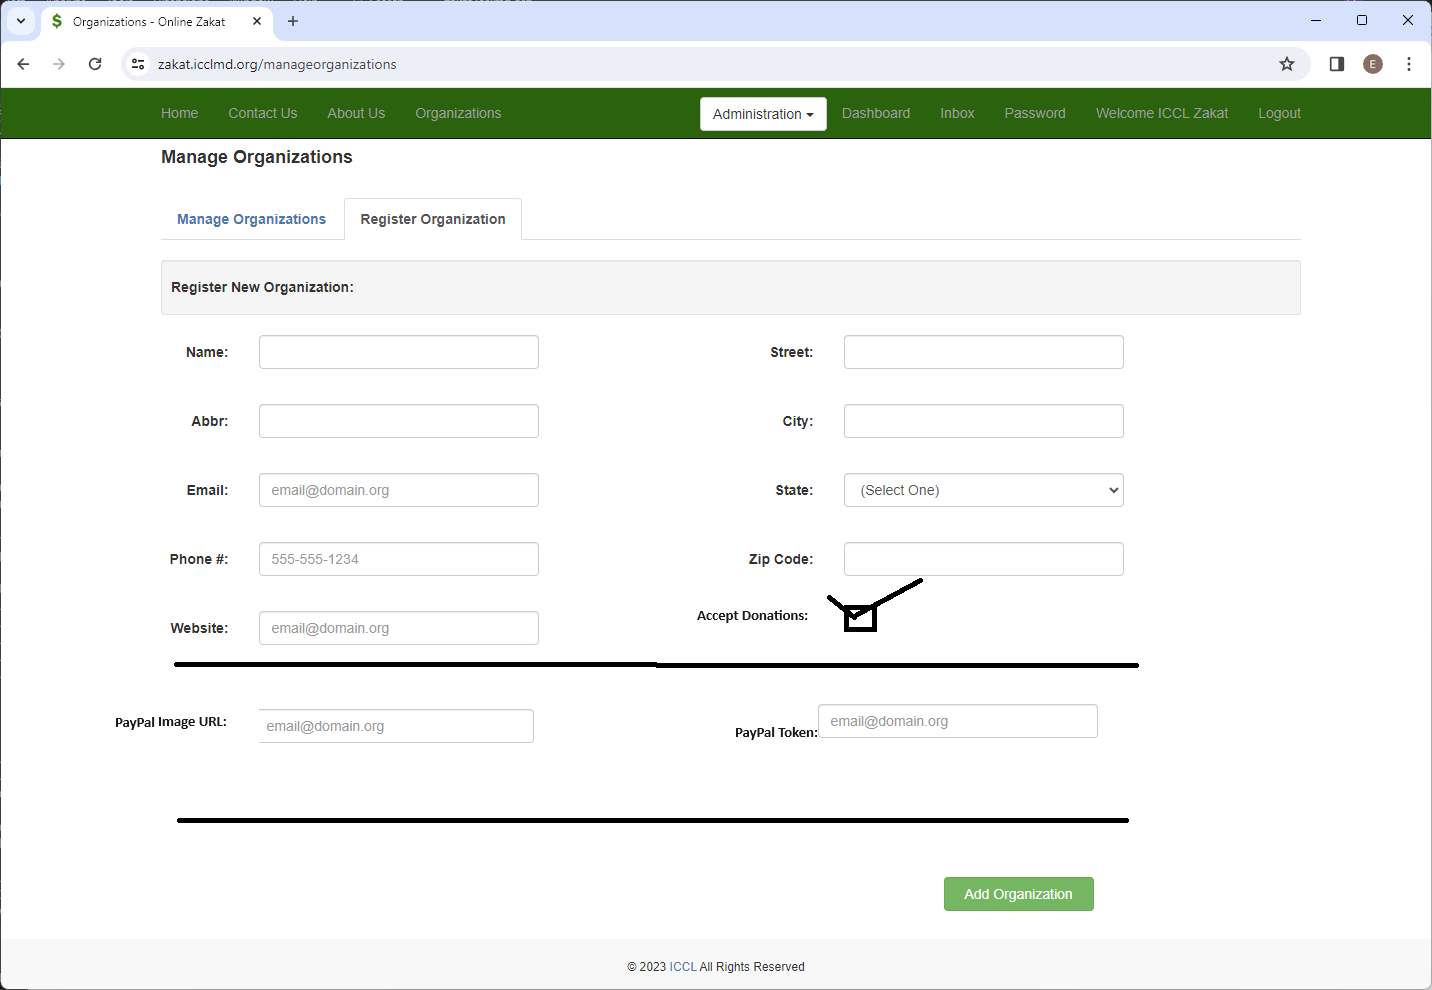 Organizations - Online Zakat
zakat.icclmd.org/manageorganizations
E
Home Contact Us About Us Organizations Administration Dashboard Inbox Password Welcome ICCL Zakat Logout
Manage Organizations
Manage Organizations Register Organization
Register New Organization:
Name: Street:
Abbr: City:
Email: email@domain.org State: (Select One)
Phone #: 555-555-1234 Zip Code:
Accept Donations:
Website: email@domain.org
PayPal Image URL: email@domain.org PayPal Token: email@domain.org
Add Organization
© 2023 ICCL All Rights Reserved